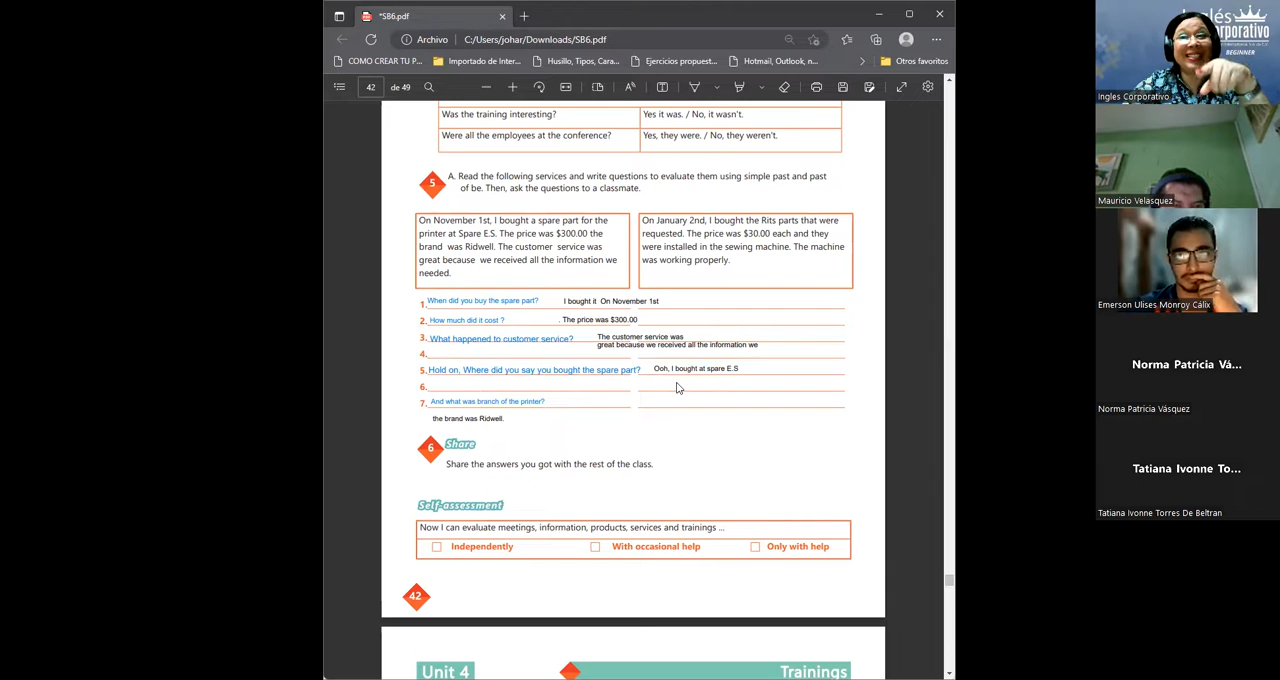 *SB6.pdf
Archivo C:/Users/johar/Downloads/SB6.pdf
COMO CREAR TU P... Importado de Inter... Husillo, Tipos, Cara... Ejercicios propuest... Hotmail, Outlook, n... Otros favoritos
42 de 49
Was the training interesting? Yes it was. / No, it wasn't.
Were all the employees at the conference? Yes, they were. / No, they weren't.
5 A. Read the following services and write questions to evaluate them using simple past and past
of be. Then, ask the questions to a classmate.
On November 1st, I bought a spare part for the
printer at Spare E.S. The price was $300.00 the
brand was Ridwell. The customer service was
great because we received all the information we
needed.
On January 2nd, I bought the Rits parts that were
requested. The price was $30.00 each and they
were installed in the sewing machine. The machine
was working properly.
1. When did you buy the spare part? I bought it On November 1st
2. How much did it cost ? . The price was $300.00
3. What happened to customer service? The customer service was
great because we received all the information we
4.
5. Hold on, Where did you say you bought the spare part? Ooh, I bought at spare E.S
6.
7. And what was branch of the printer?
the brand was Ridwell.
6 Share
Share the answers you got with the rest of the class.
Self-assessment
Now I can evaluate meetings, information, products, services and trainings ...
Independently With occasional help Only with help
42
Unit 4 Trainings
Inglés
Corporativo
BEGINNER
Ingles Corporativo
Mauricio Velasquez
Emerson Ulises Monroy Cálix
Norma Patricia Vá...
Norma Patricia Vásquez
Tatiana Ivonne To...
Tatiana Ivonne Torres De Beltran